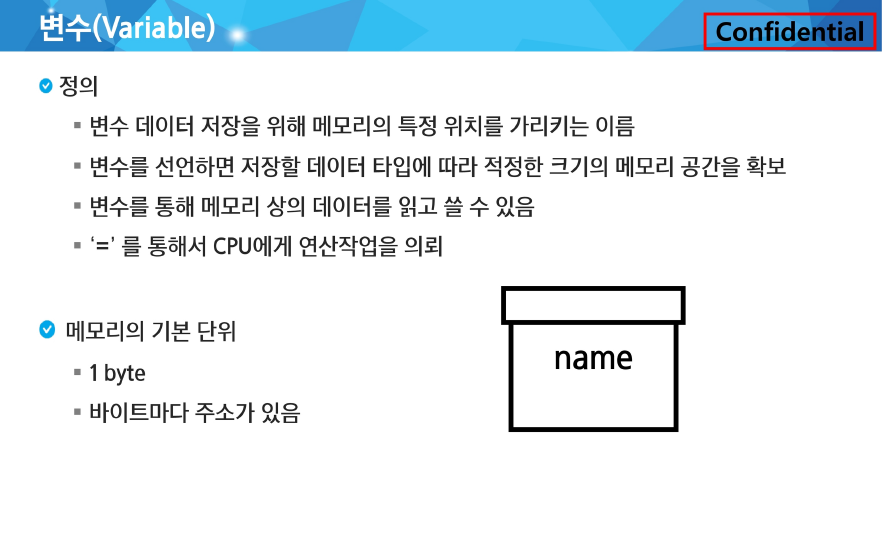 변수(Variable)
Confidential
정의
변수 데이터 저장을 위해 메모리의 특정 위치를 가리키는 이름
변수를 선언하면 저장할 데이터 타입에 따라 적정한 크기의 메모리 공간을 확보
변수를 통해 메모리 상의 데이터를 읽고 쓸 수 있음
‘=’ 를 통해서 CPU에게 연산작업을 의뢰
메모리의 기본 단위
1 byte
바이트마다 주소가 있음
name